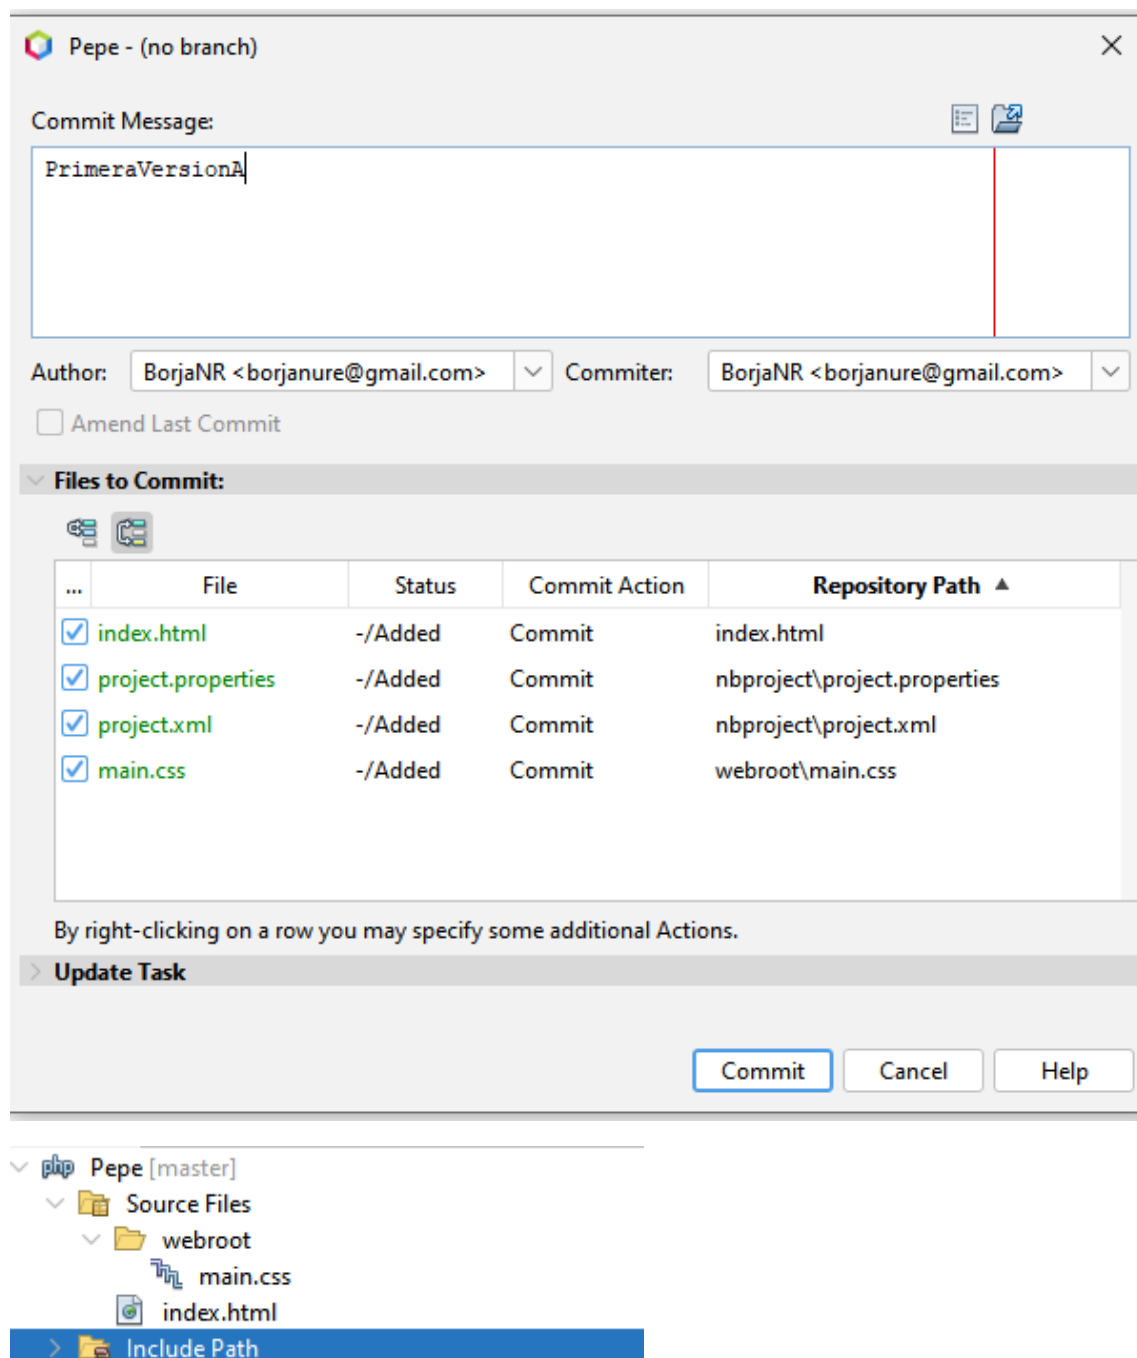 Pepe - (no branch)
Commit Message:
PrimeraVersionA
Author: BorjaNR <borjanure@gmail.com> Commiter: BorjaNR <borjanure@gmail.com>
Amend Last Commit
Files to Commit:
... File Status Commit Action Repository Path
index.html -/Added Commit index.html
project.properties -/Added Commit nbproject\project.properties
project.xml -/Added Commit nbproject\project.xml
main.css -/Added Commit webroot\main.css
By right-clicking on a row you may specify some additional Actions.
Update Task
Commit Cancel Help
php Pepe [master]
Source Files
webroot
main.css
index.html
Include Path